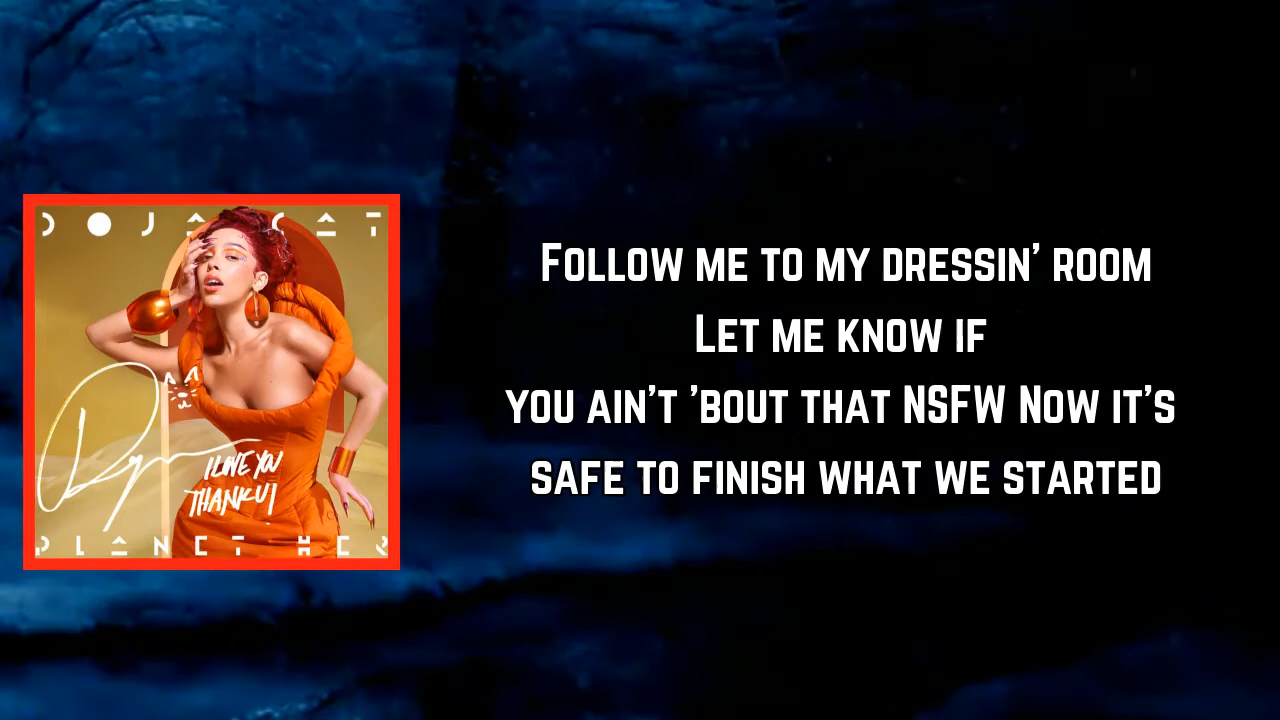 DOJA CAT
I LOVE YOU
THANK U!
PLANET HER
Follow me to my dressin' room
Let me know if
you ain't 'bout that NSFW Now it's
safe to finish what we started